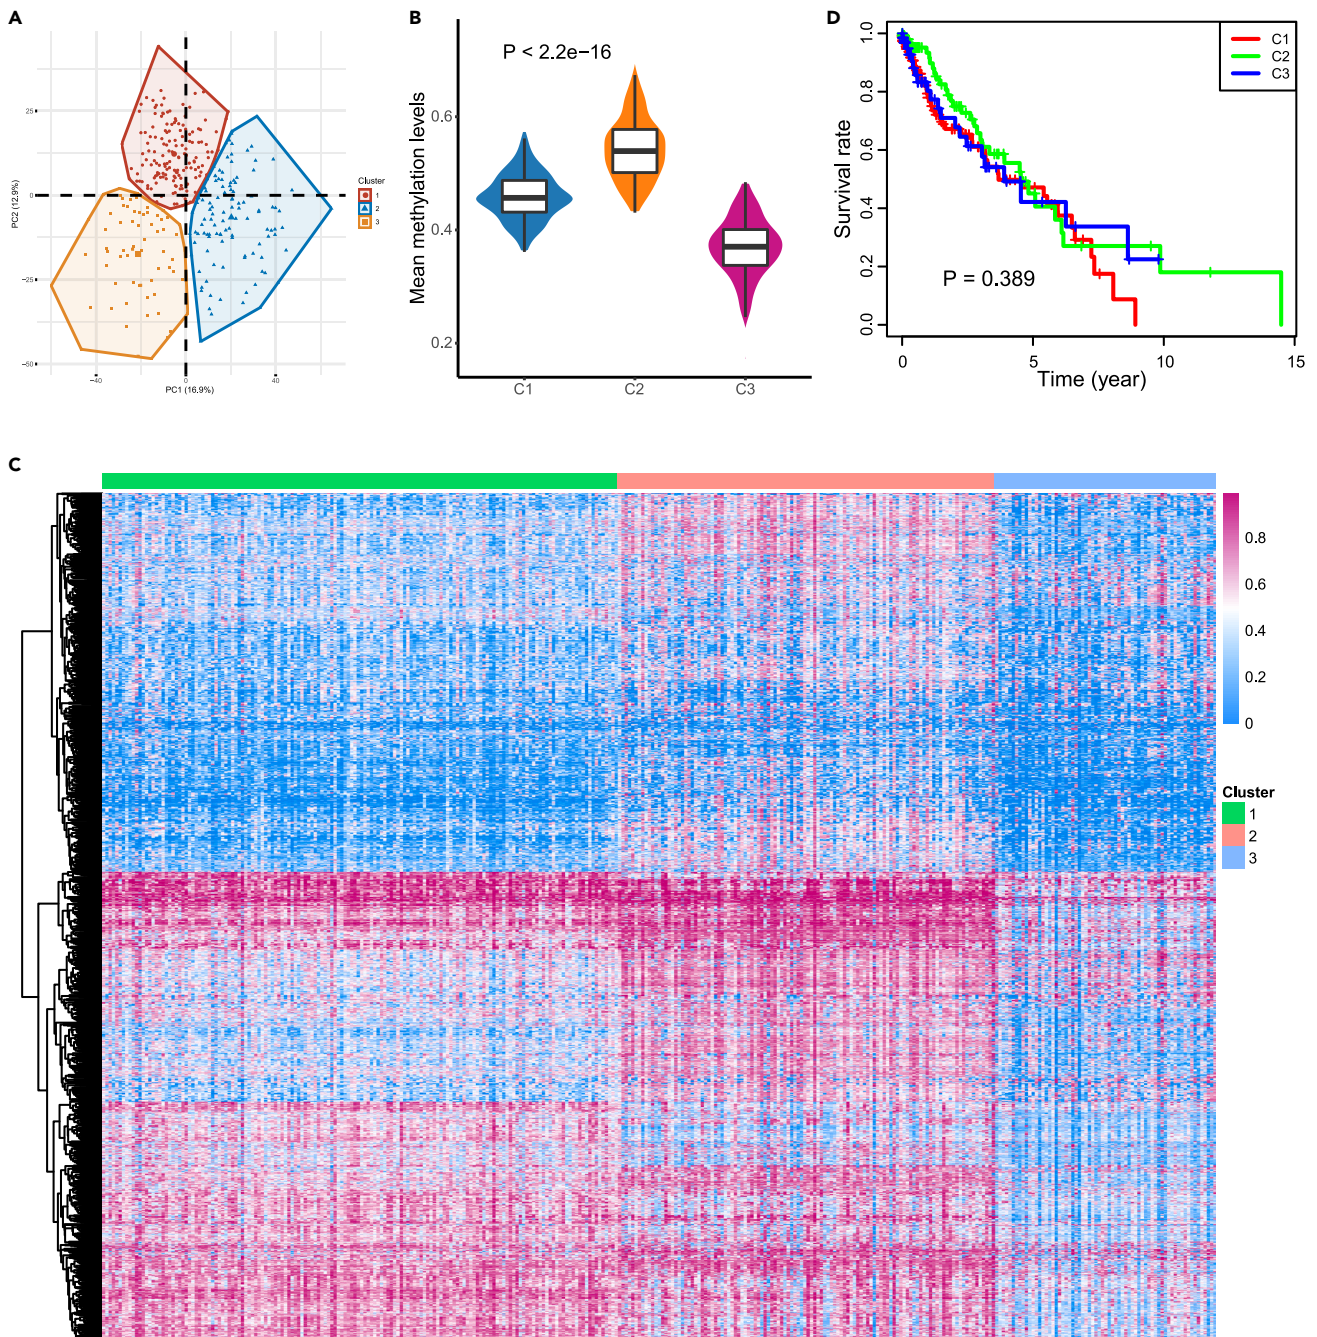 A
PC2 (12.9%)
25
0
−25
−50
−40
0
40
PC1 (16.9%)
Cluster
1
2
3
B
P < 2.2e−16
Mean methylation levels
0.6
0.4
0.2
C1
C2
C3
D
Survival rate
1.0
0.8
0.6
0.4
0.2
0.0
C1
C2
C3
P = 0.389
0
5
10
15
Time (year)
C
0.8
0.6
0.4
0.2
0
Cluster
1
2
3